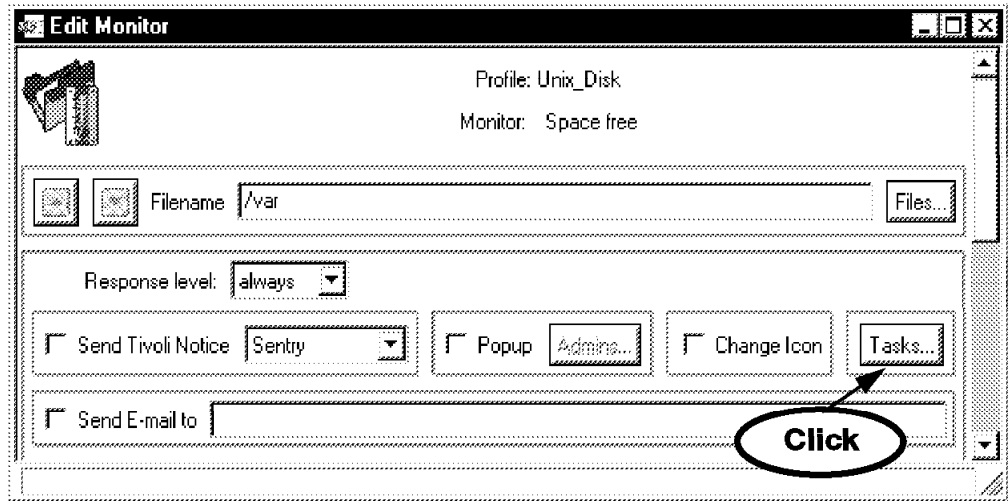 Edit Monitor
Profile: Unix_Disk
Monitor: Space free
Filename /var Files...
Response level: always
Send Tivoli Notice Sentry Popup Admins... Change Icon Tasks...
Send E-mail to
Click